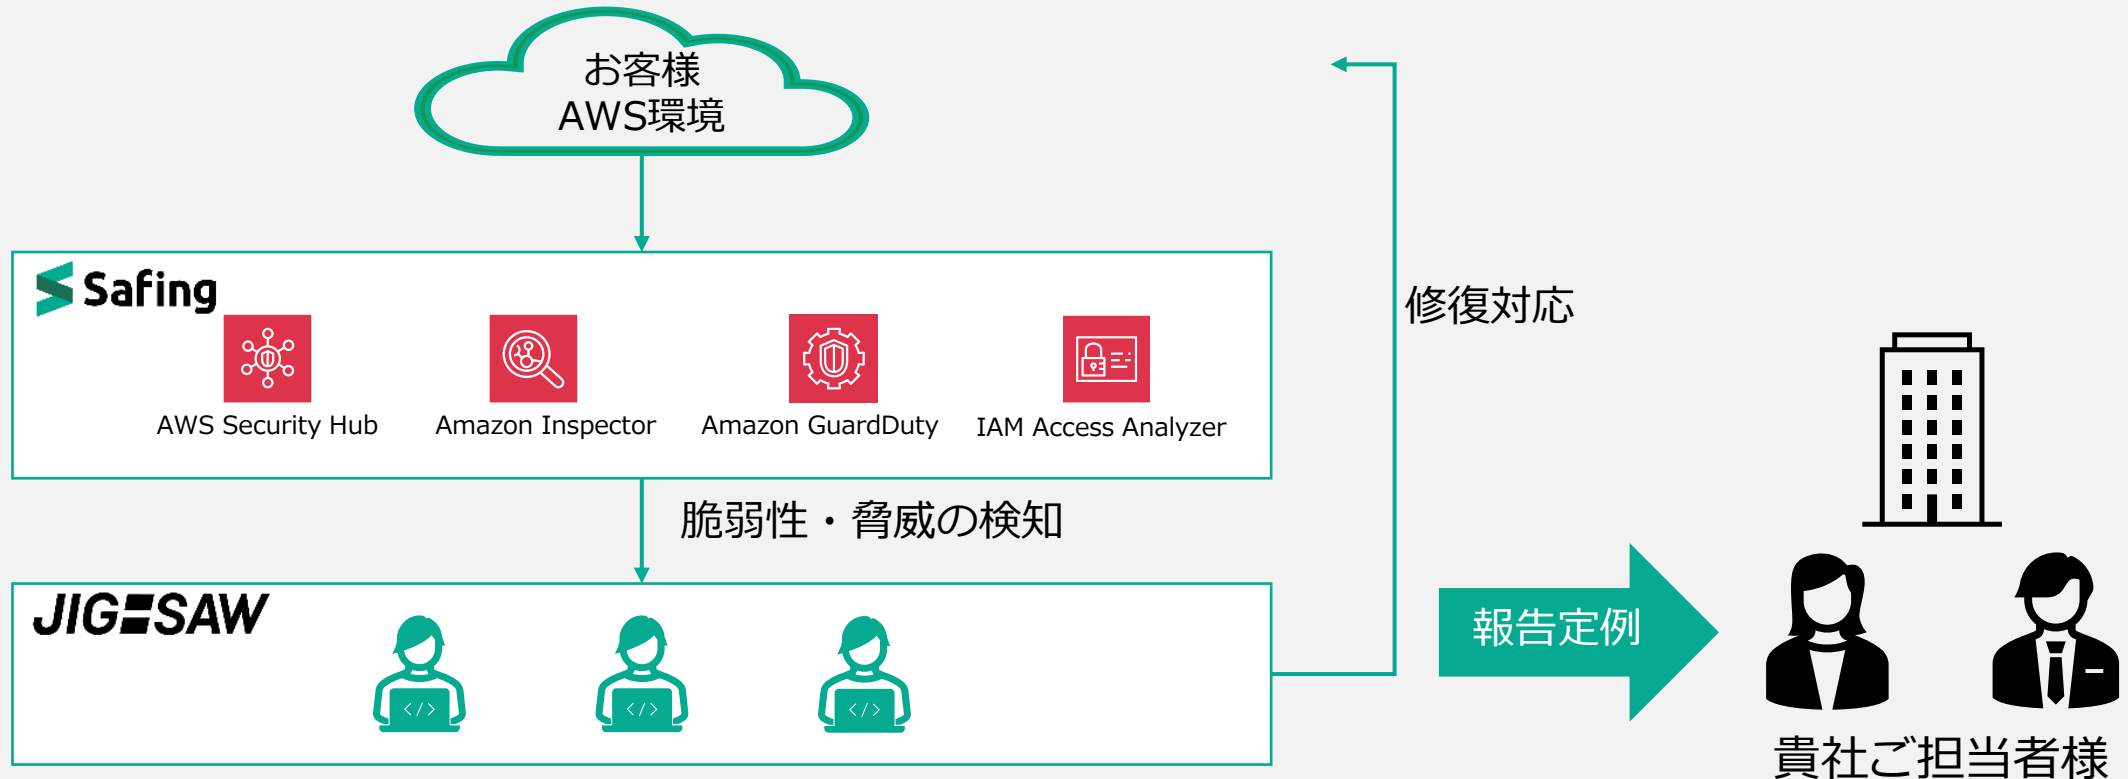 お客様
AWS環境
Safing
AWS Security Hub
Amazon Inspector
Amazon GuardDuty
IAM Access Analyzer
修復対応
脆弱性・脅威の検知
JIG-SAW
</>
</>
</>
報告定例
貴社ご担当者様